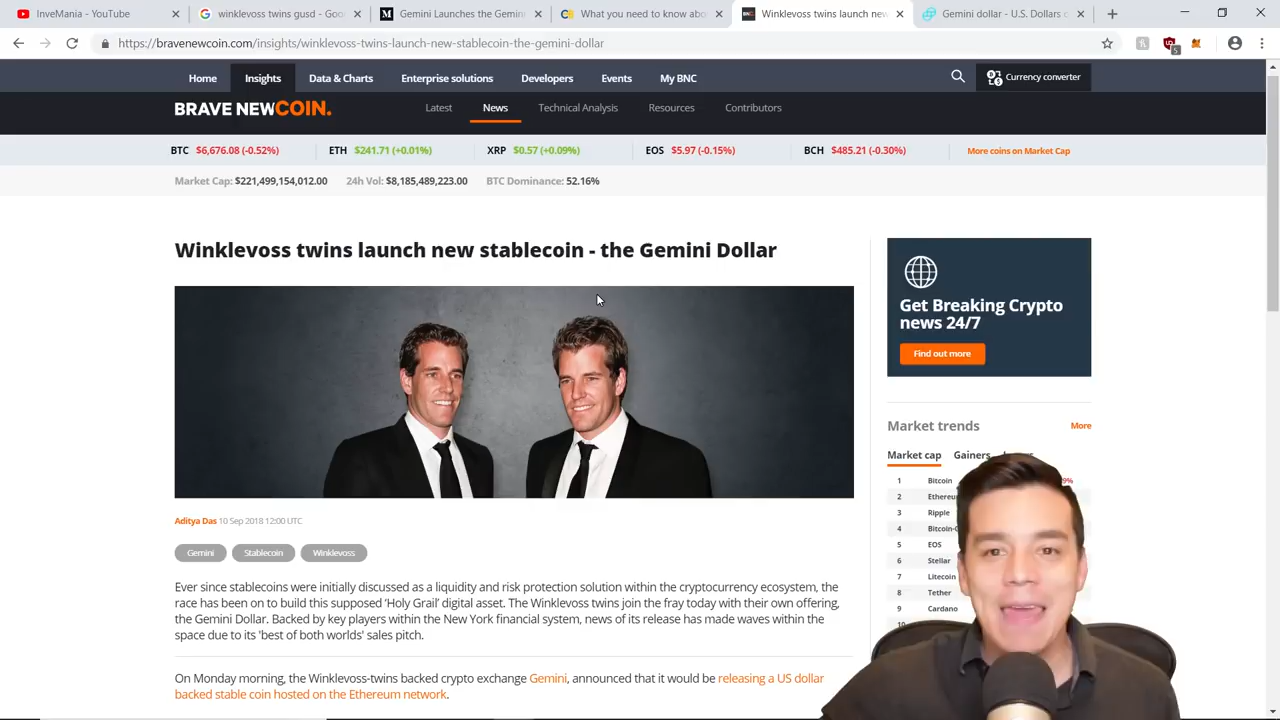 InweMania - YouTube
winklevoss twins gusd - Goo
Gemini Launches the Gemin
What you need to know abo
Winklevoss twins launch new
Gemini dollar - U.S. Dollars o
https://bravenewcoin.com/insights/winklevoss-twins-launch-new-stablecoin-the-gemini-dollar
Home Insights Data & Charts Enterprise solutions Developers Events My BNC Currency converter
BRAVE NEWCOIN. Latest News Technical Analysis Resources Contributors
BTC $6,676.08 (-0.52%) ETH $241.71 (+0.01%) XRP $0.57 (+0.09%) EOS $5.97 (-0.15%) BCH $485.21 (-0.30%) More coins on Market Cap
Market Cap: $221,499,154,012.00 24h Vol: $8,185,489,223.00 BTC Dominance: 52.16%
Winklevoss twins launch new stablecoin - the Gemini Dollar
Aditya Das 10 Sep 2018 12:00 UTC
Gemini Stablecoin Winklevoss
Ever since stablecoins were initially discussed as a liquidity and risk protection solution within the cryptocurrency ecosystem, the
race has been on to build this supposed 'Holy Grail' digital asset. The Winklevoss twins join the fray today with their own offering,
the Gemini Dollar. Backed by key players within the New York financial system, news of its release has made waves within the
space due to its 'best of both worlds' sales pitch.
On Monday morning, the Winklevoss-twins backed crypto exchange Gemini, announced that it would be releasing a US dollar
backed stable coin hosted on the Ethereum network.
Get Breaking Crypto
news 24/7
Find out more
Market trends More
Market cap Gainers
1 Bitcoin 9%
2 Ethereu
3 Ripple
4 Bitcoin-
5 EOS
6 Stellar
7 Litecoin
8 Tether
9 Cardano
10